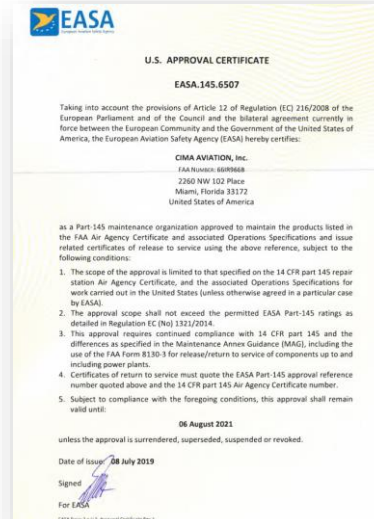 EASA
European Aviation Safety Agency
U.S. APPROVAL CERTIFICATE
EASA.145.6507
Taking into account the provisions of Article 12 of Regulation (EC) 216/2008 of the
European Parliament and of the Council and the bilateral agreement currently in
force between the European Community and the Government of the United States of
America, the European Aviation Safety Agency (EASA) hereby certifies:
CIMA AVIATION, Inc.
FAA NUMBER: 66IR966B
2260 NW 102 Place
Miami, Florida 33172
United States of America
as a Part-145 maintenance organization approved to maintain the products listed in
the FAA Air Agency Certificate and associated Operations Specifications and issue
related certificates of release to service using the above reference, subject to the
following conditions:
1. The scope of the approval is limited to that specified on the 14 CFR part 145 repair
station Air Agency Certificate, and the associated Operations Specifications for
work carried out in the United States (unless otherwise agreed in a particular case
by EASA).
2. The approval scope shall not exceed the permitted EASA Part-145 ratings as
detailed in Regulation EC (No) 1321/2014.
3. This approval requires continued compliance with 14 CFR part 145 and the
differences as specified in the Maintenance Annex Guidance (MAG), including the
use of the FAA Form 8130-3 for release/return to service of components up to and
including power plants.
4. Certificates of return to service must quote the EASA Part-145 approval reference
number quoted above and the 14 CFR part 145 Air Agency Certificate number.
5. Subject to compliance with the foregoing conditions, this approval shall remain
valid until:
06 August 2021
unless the approval is surrendered, superseded, suspended or revoked.
Date of issue: 08 July 2019
Signed
For EASA